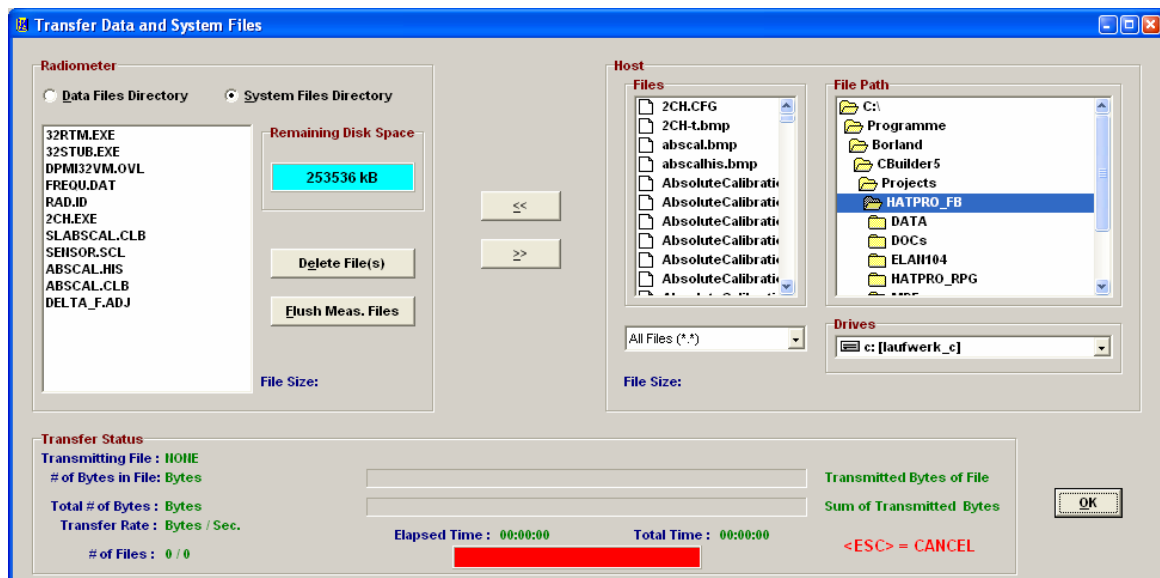 Transfer Data and System Files
Radiometer
Data Files Directory
System Files Directory
32RTM.EXE
32STUB.EXE
DPMI32VM.OVL
FREQU.DAT
RAD.ID
2CH.EXE
SLABSCAL.CLB
SENSOR.SCL
ABSCAL.HIS
ABSCAL.CLB
DELTA_F.ADJ
Remaining Disk Space
253536 kB
Delete File(s)
Flush Meas. Files
File Size:
<<
>>
Host
Files
2CH.CFG
2CH-t.bmp
abscal.bmp
abscalhis.bmp
AbsoluteCalibrati
AbsoluteCalibrati
AbsoluteCalibrati
AbsoluteCalibrati
AbsoluteCalibrati
AbsoluteCalibrati
All Files (*.*)
File Size:
File Path
C:\
Programme
Borland
CBuilder5
Projects
HATPRO_FB
DATA
DOCs
ELAN104
HATPRO_RPG
Drives
c: [laufwerk_c]
Transfer Status
Transmitting File : NONE
# of Bytes in File: Bytes
Total # of Bytes : Bytes
Transfer Rate : Bytes / Sec.
# of Files : 0 / 0
Transmitted Bytes of File
Sum of Transmitted Bytes
Elapsed Time : 00:00:00
Total Time : 00:00:00
<ESC> = CANCEL
OK